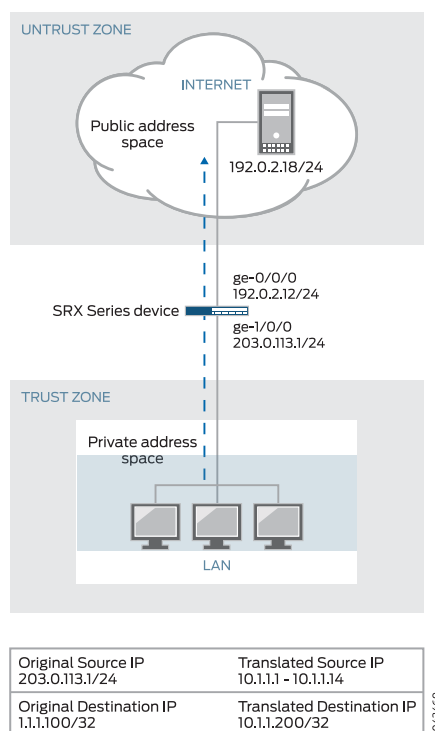 UNTRUST ZONE
INTERNET
Public address
space
192.0.2.18/24
ge-0/0/0
192.0.2.12/24
SRX Series device
ge-1/0/0
203.0.113.1/24
TRUST ZONE
Private address
space
LAN
Original Source IP
203.0.113.1/24
Translated Source IP
10.1.1.1 - 10.1.1.14
Original Destination IP
1.1.1.100/32
Translated Destination IP
10.1.1.200/32